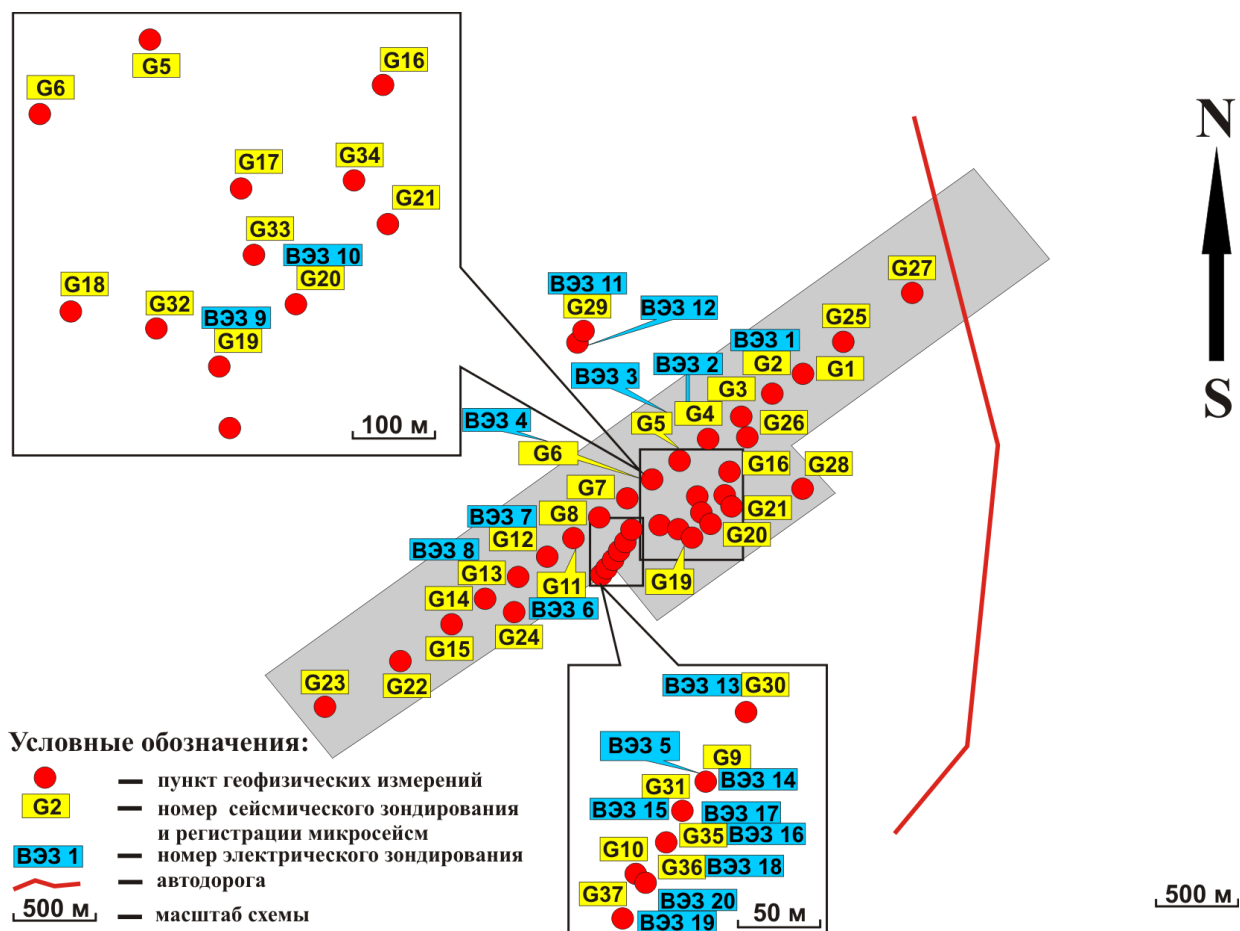 G5
G16
G6
G17
G34
G21
G33
ВЭЗ 10
G20
G18
G32
ВЭЗ 9
G19
100 м
N
S
G27
ВЭЗ 11
G29
ВЭЗ 12
G25
ВЭЗ 1
G2
G1
ВЭЗ 2
ВЭЗ 3
G3
G4
G5
G26
ВЭЗ 4
G6
G16
G28
G7
G21
G20
ВЭЗ 7
G8
G12
ВЭЗ 8
G13
G11
G19
G14
ВЭЗ 6
G24
G15
G22
G23
ВЭЗ 13
G30
ВЭЗ 5
G9
ВЭЗ 14
G31
ВЭЗ 15
ВЭЗ 17
G35
ВЭЗ 16
G10
G36
ВЭЗ 18
G37
ВЭЗ 20
ВЭЗ 19
50 м
500 м
Условные обозначения:
— пункт геофизических измерений
G2 — номер сейсмического зондирования
и регистрации микросейсм
ВЭЗ 1 — номер электрического зондирования
— автодорога
500 м — масштаб схемы